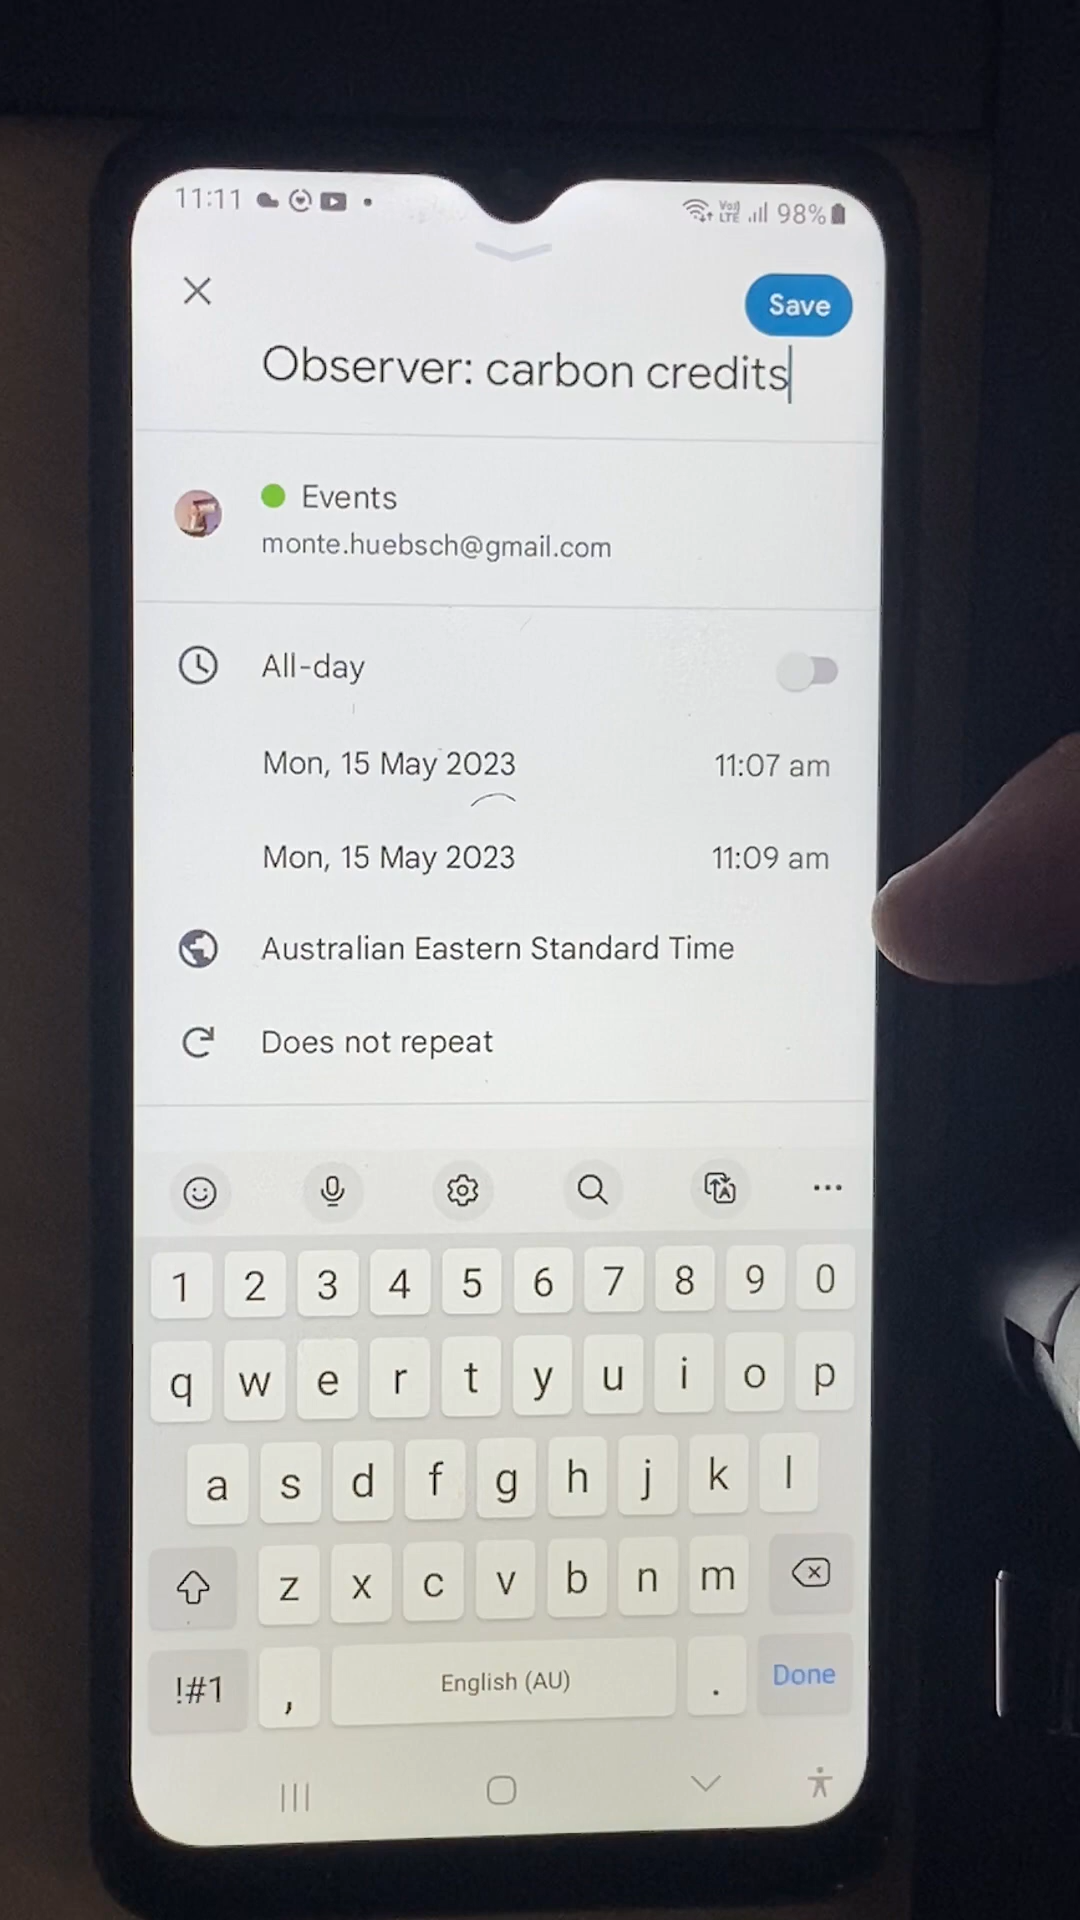 11:11 Vo) LTE 98%
Save
Observer: carbon credits
Events
monte.huebsch@gmail.com
All-day
Mon, 15 May 2023 11:07 am
Mon, 15 May 2023 11:09 am
Australian Eastern Standard Time
Does not repeat
1 2 3 4 5 6 7 8 9 0
q w e r t y u i o p
a s d f g h j k l
z x c v b n m
!#1 , English (AU) . Done